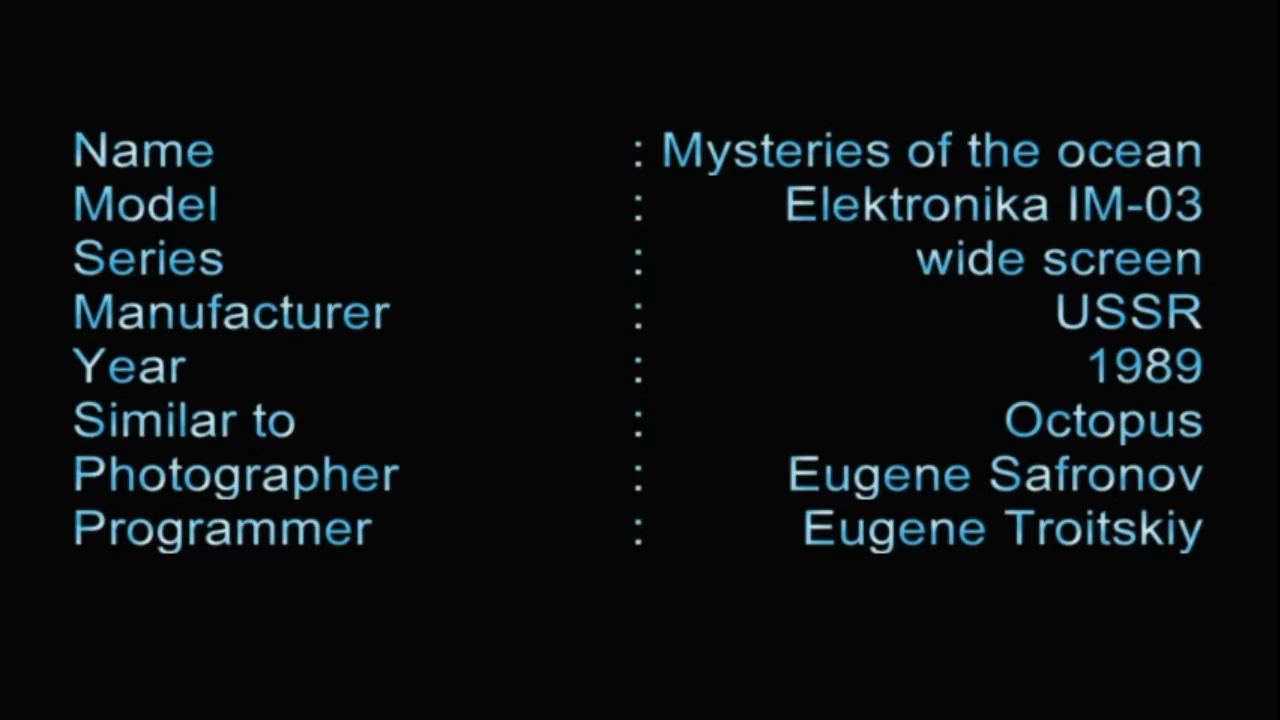 Name : Mysteries of the ocean
Model : Elektronika IM-03
Series : wide screen
Manufacturer : USSR
Year : 1989
Similar to : Octopus
Photographer : Eugene Safronov
Programmer : Eugene Troitskiy